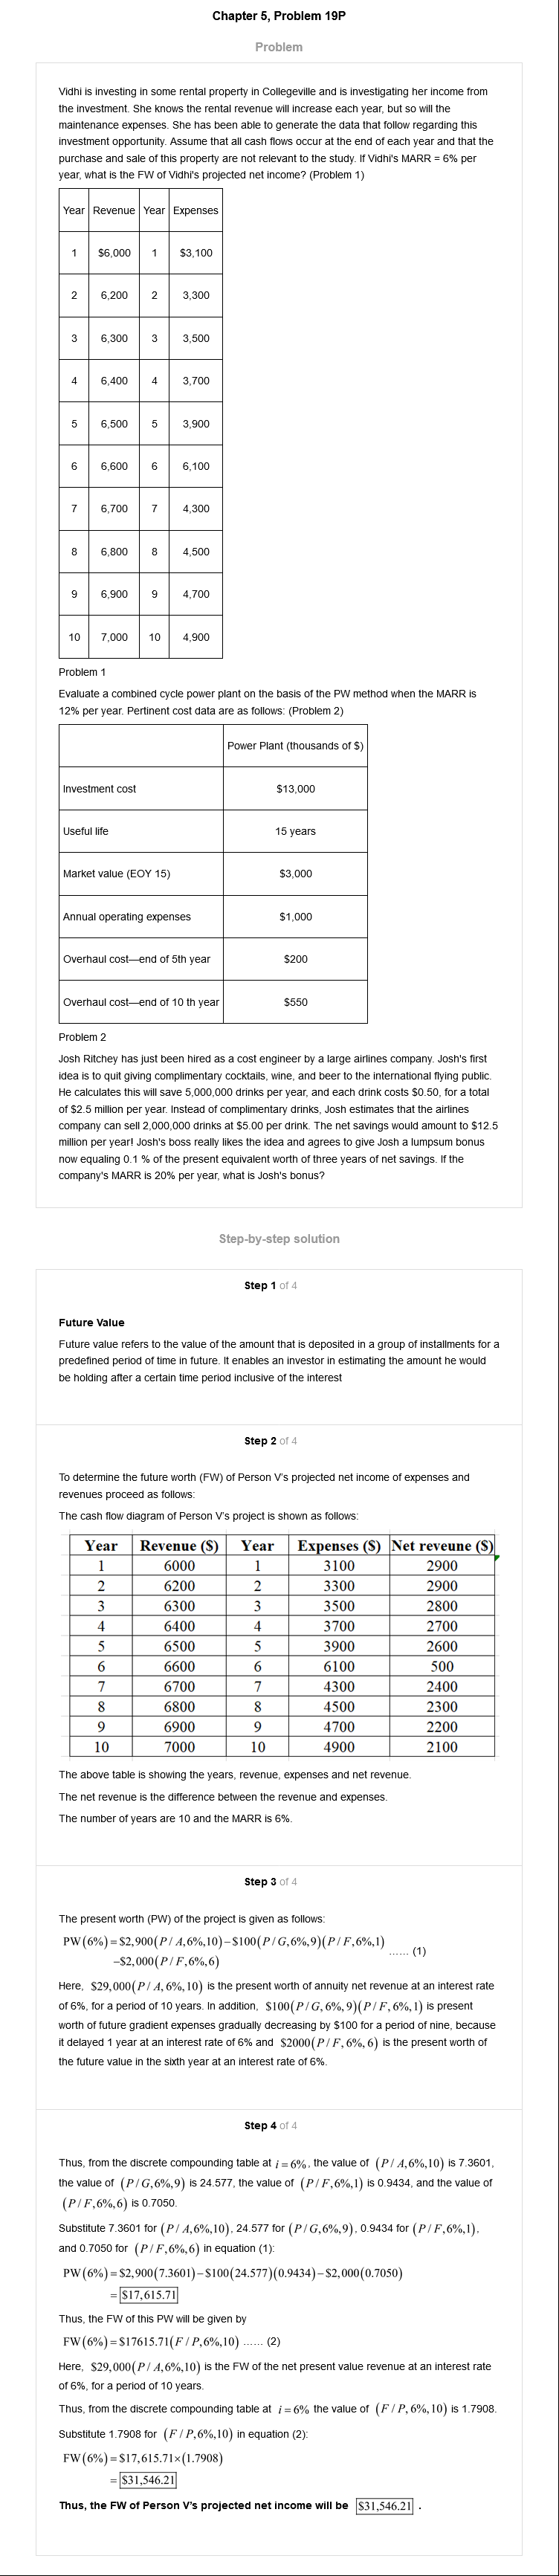 Chapter 5, Problem 19P
Problem
Vidhi is investing in some rental property in Collegeville and is investigating her income from
the investment. She knows the rental revenue will increase each year, but so will the
maintenance expenses. She has been able to generate the data that follow regarding this
investment opportunity. Assume that all cash flows occur at the end of each year and that the
purchase and sale of this property are not relevant to the study. If Vidhi's MARR = 6% per
year, what is the FW of Vidhi's projected net income? (Problem 1)
Year Revenue Year Expenses
1 $6,000 1 $3,100
2 6,200 2 3,300
3 6,300 3 3,500
4 6,400 4 3,700
5 6,500 5 3,900
6 6,600 6 6,100
7 6,700 7 4,300
8 6,800 8 4,500
9 6,900 9 4,700
10 7,000 10 4,900
Problem 1
Evaluate a combined cycle power plant on the basis of the PW method when the MARR is
12% per year. Pertinent cost data are as follows: (Problem 2)
Power Plant (thousands of $)
Investment cost $13,000
Useful life 15 years
Market value (EOY 15) $3,000
Annual operating expenses $1,000
Overhaul cost—end of 5th year $200
Overhaul cost—end of 10 th year $550
Problem 2
Josh Ritchey has just been hired as a cost engineer by a large airlines company. Josh's first
idea is to quit giving complimentary cocktails, wine, and beer to the international flying public.
He calculates this will save 5,000,000 drinks per year, and each drink costs $0.50, for a total
of $2.5 million per year. Instead of complimentary drinks, Josh estimates that the airlines
company can sell 2,000,000 drinks at $5.00 per drink. The net savings would amount to $12.5
million per year! Josh's boss really likes the idea and agrees to give Josh a lumpsum bonus
now equaling 0.1 % of the present equivalent worth of three years of net savings. If the
company's MARR is 20% per year, what is Josh's bonus?
Step-by-step solution
Step 1 of 4
Future Value
Future value refers to the value of the amount that is deposited in a group of installments for a
predefined period of time in future. It enables an investor in estimating the amount he would
be holding after a certain time period inclusive of the interest
Step 2 of 4
To determine the future worth (FW) of Person V's projected net income of expenses and
revenues proceed as follows:
The cash flow diagram of Person V's project is shown as follows:
Year Revenue ($) Year Expenses ($) Net reveune ($)
1 6000 1 3100 2900
2 6200 2 3300 2900
3 6300 3 3500 2800
4 6400 4 3700 2700
5 6500 5 3900 2600
6 6600 6 6100 500
7 6700 7 4300 2400
8 6800 8 4500 2300
9 6900 9 4700 2200
10 7000 10 4900 2100
The above table is showing the years, revenue, expenses and net revenue.
The net revenue is the difference between the revenue and expenses.
The number of years are 10 and the MARR is 6%.
Step 3 of 4
The present worth (PW) of the project is given as follows:
PW(6%) = $2,900(P/A,6%,10)−$100(P/G,6%,9)(P/F,6%,1)
−$2,000(P/F,6%,6) ...... (1)
Here, $29,000(P/A,6%,10) is the present worth of annuity net revenue at an interest rate
of 6%, for a period of 10 years. In addition, $100(P/G,6%,9)(P/F,6%,1) is present
worth of future gradient expenses gradually decreasing by $100 for a period of nine, because
it delayed 1 year at an interest rate of 6% and $2000(P/F,6%,6) is the present worth of
the future value in the sixth year at an interest rate of 6%.
Step 4 of 4
Thus, from the discrete compounding table at i = 6%, the value of (P/A,6%,10) is 7.3601,
the value of (P/G,6%,9) is 24.577, the value of (P/F,6%,1) is 0.9434, and the value of
(P/F,6%,6) is 0.7050.
Substitute 7.3601 for (P/A,6%,10), 24.577 for (P/G,6%,9), 0.9434 for (P/F,6%,1),
and 0.7050 for (P/F,6%,6) in equation (1):
PW(6%) = $2,900(7.3601)−$100(24.577)(0.9434)−$2,000(0.7050)
= $17,615.71
Thus, the FW of this PW will be given by
FW(6%) = $17615.71(F/P,6%,10) ...... (2)
Here, $29,000(P/A,6%,10) is the FW of the net present value revenue at an interest rate
of 6%, for a period of 10 years.
Thus, from the discrete compounding table at i = 6% the value of (F/P,6%,10) is 1.7908.
Substitute 1.7908 for (F/P,6%,10) in equation (2):
FW(6%) = $17,615.71×(1.7908)
= $31,546.21
Thus, the FW of Person V's projected net income will be $31,546.21 .